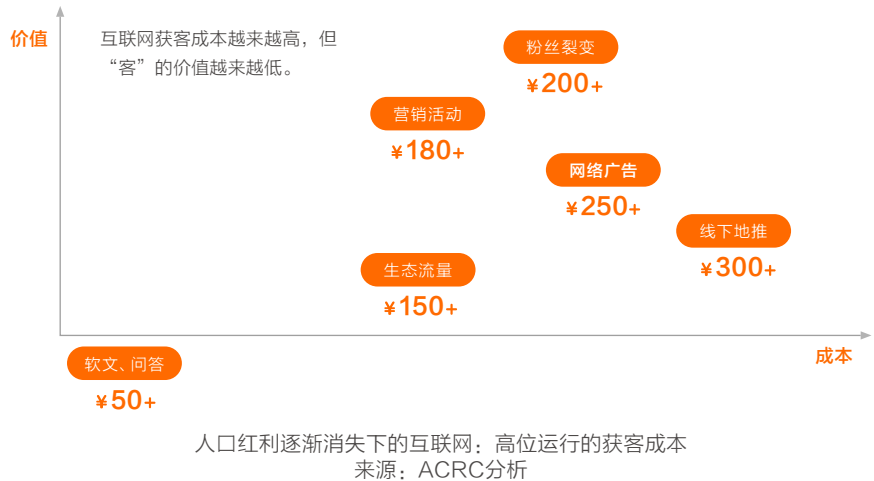 价值
互联网获客成本越来越高，但
“客”的价值越来越低。
粉丝裂变
¥200+
营销活动
¥180+
网络广告
¥250+
线下地推
¥300+
生态流量
¥150+
成本
软文、问答
¥50+
人口红利逐渐消失下的互联网：高位运行的获客成本
来源：ACRC分析